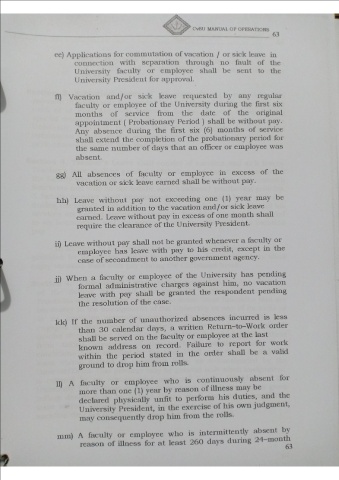 CvSU MANUAL OF OPERATIONS
63
ee) Applications for commutation of vacation / or sick leave in
connection with separation through no fault of the
University faculty or employee shall be sent to the
University President for approval.
ff) Vacation and/or sick leave requested by any regular
faculty or employee of the University during the first six
months of service from the date of the original
appointment ( Probationary Period ) shall be without pay.
Any absence during the first six (6) months of service
shall extend the completion of the probationary period for
the same number of days that an officer or employee was
absent.
gg) All absences of faculty or employee in excess of the
vacation or sick leave earned shall be without pay.
hh) Leave without pay not exceeding one (1) year may be
granted in addition to the vacation and/or sick leave
earned. Leave without pay in excess of one month shall
require the clearance of the University President.
ii) Leave without pay shall not be granted whenever a faculty or
employee has leave with pay to his credit, except in the
case of secondment to another government agency.
jj) When a faculty or employee of the University has pending
formal administrative charges against him, no vacation
leave with pay shall be granted the respondent pending
the resolution of the case.
kk) If the number of unauthorized absences incurred is less
than 30 calendar days, a written Return-to-Work order
shall be served on the faculty or employee at the last
known address on record. Failure to report for work
within the period stated in the order shall be a valid
ground to drop him from rolls.
ll) A faculty or employee who is continuously absent for
more than one (1) year by reason of illness may be
declared physically unfit to perform his duties, and the
University President, in the exercise of his own judgment,
may consequently drop him from the rolls.
mm) A faculty or employee who is intermittently absent by
reason of illness for at least 260 days during 24-month
63